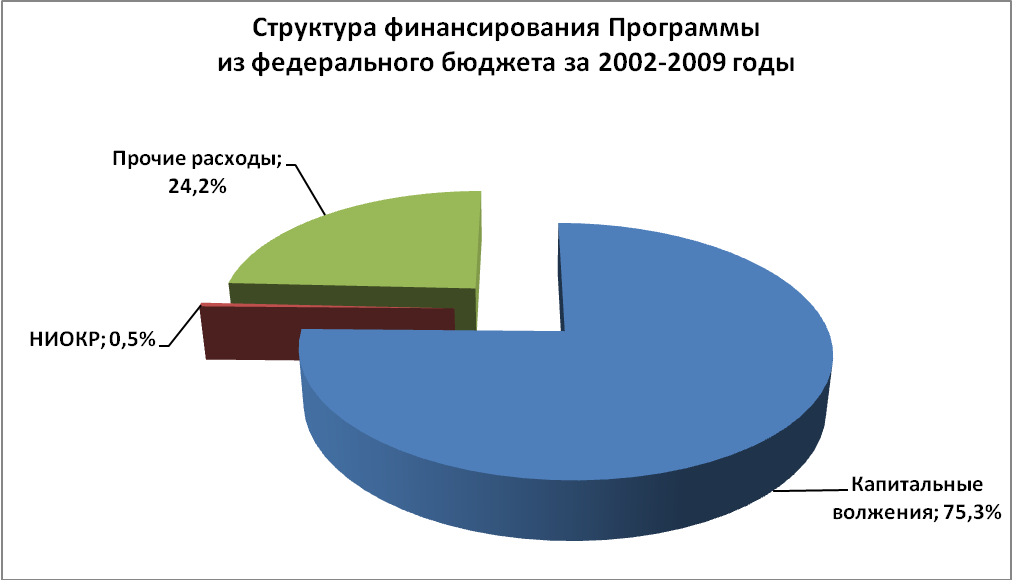 Структура финансирования Программы
из федерального бюджета за 2002-2009 годы
Прочие расходы;
24,2%
НИОКР; 0,5%
Капитальные
волжения; 75,3%